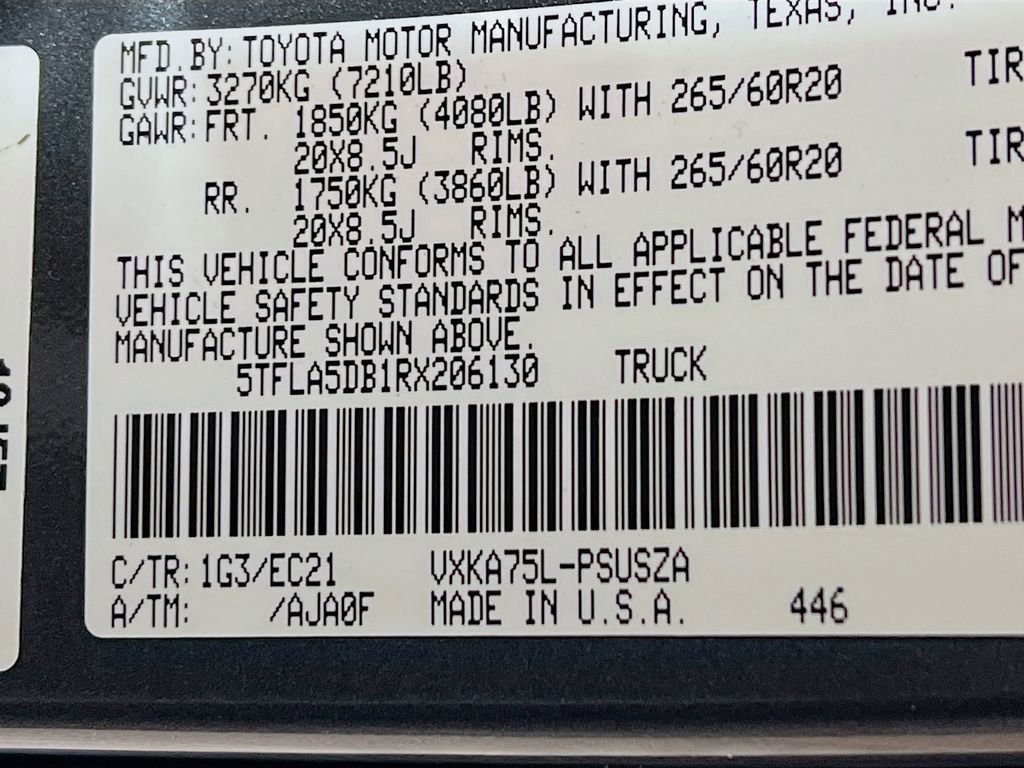 MFD.BY:TOYOTA MOTOR MANUFACTURING, TEXAS, INC.
GVWR:3270KG (7210LB)
GAWR:FRT. 1850KG (4080LB) WITH 265/60R20 TIR
20X8.5J RIMS.
RR. 1750KG (3860LB) WITH 265/60R20 TIR
20X8.5J RIMS.
THIS VEHICLE CONFORMS TO ALL APPLICABLE FEDERAL M
VEHICLE SAFETY STANDARDS IN EFFECT ON THE DATE OF
MANUFACTURE SHOWN ABOVE.
5TFLA5DB1RX206130 TRUCK
C/TR:1G3/EC21 VXKA75L-PSUSZA
A/TM: /AJA0F MADE IN U.S.A. 446